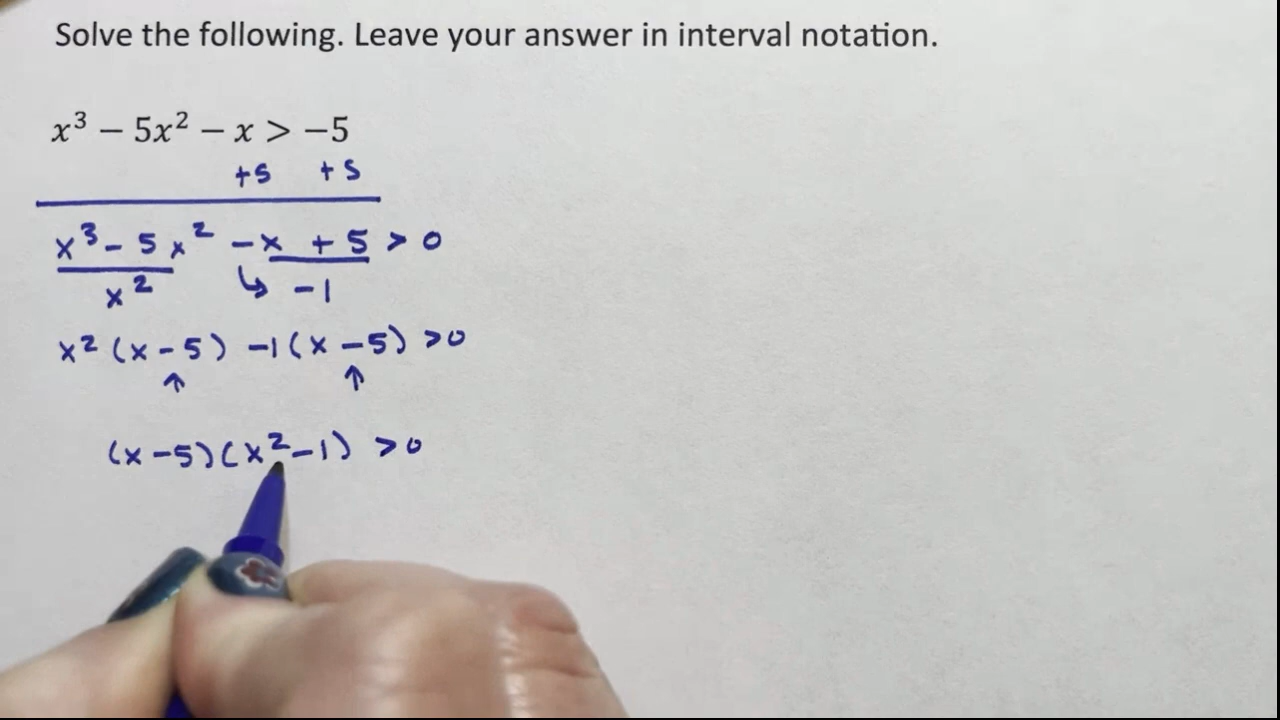 Solve the following. Leave your answer in interval notation.
x³ − 5x² − x > −5
+5 +5
x³ - 5x² - x + 5 > 0
x² ↳ -1
x² (x - 5) -1 (x - 5) > 0
↑ ↑
(x - 5)(x² - 1) > 0